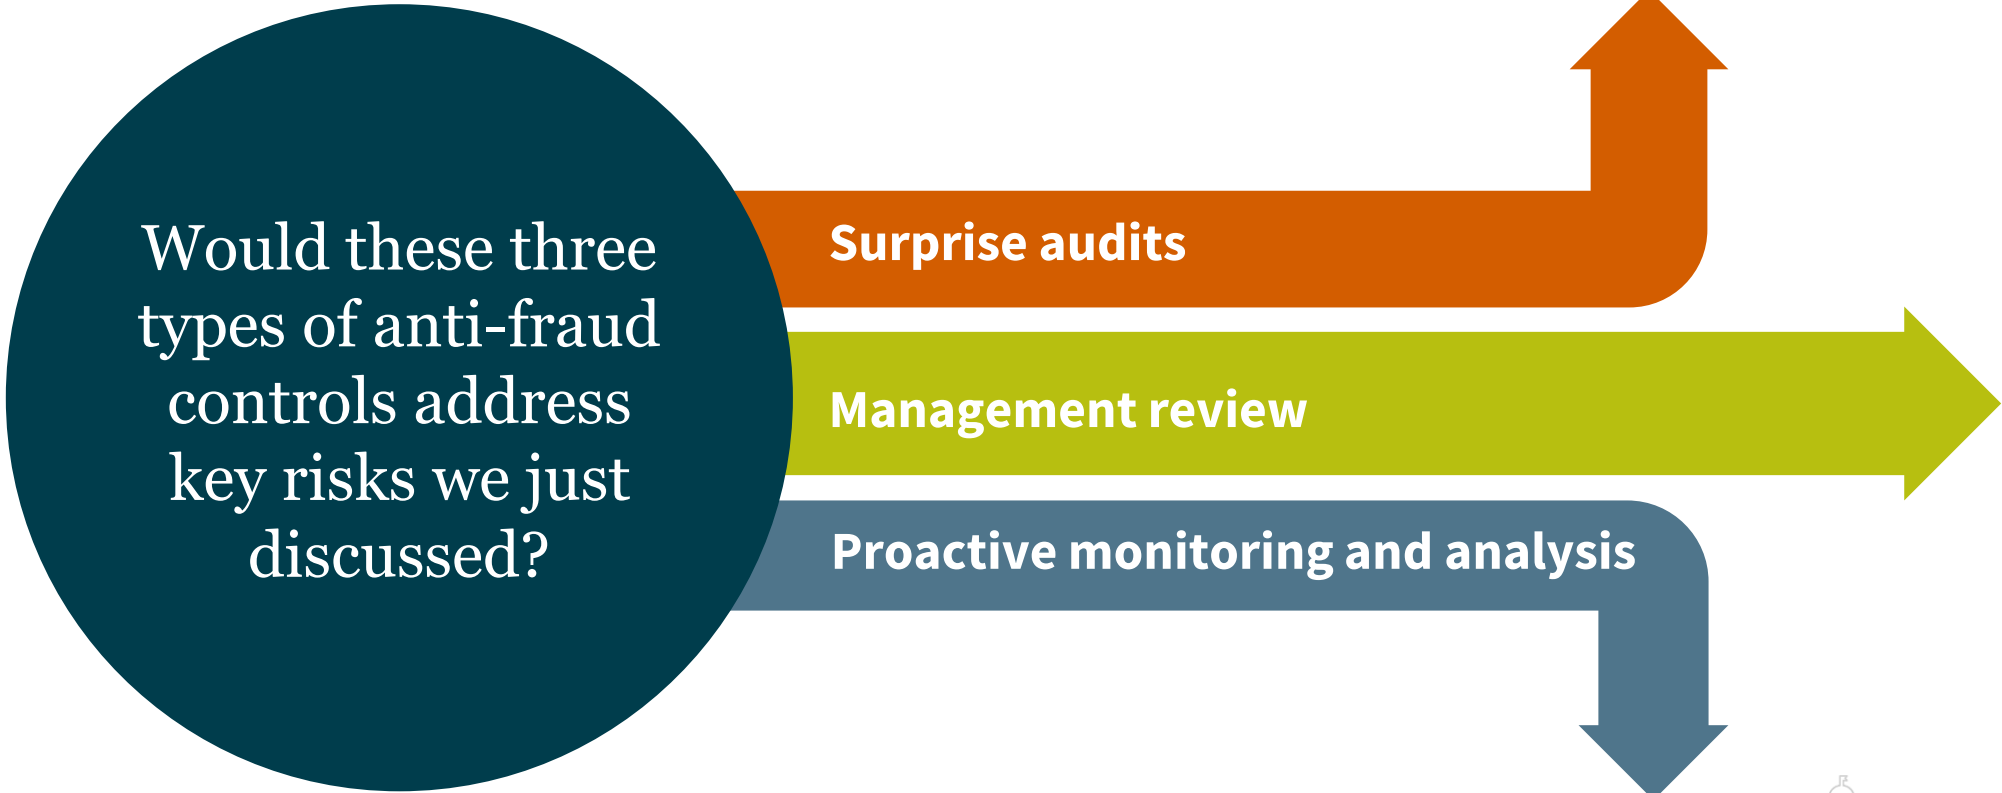 Would these three
types of anti-fraud
controls address
key risks we just
discussed?
Surprise audits
Management review
Proactive monitoring and analysis